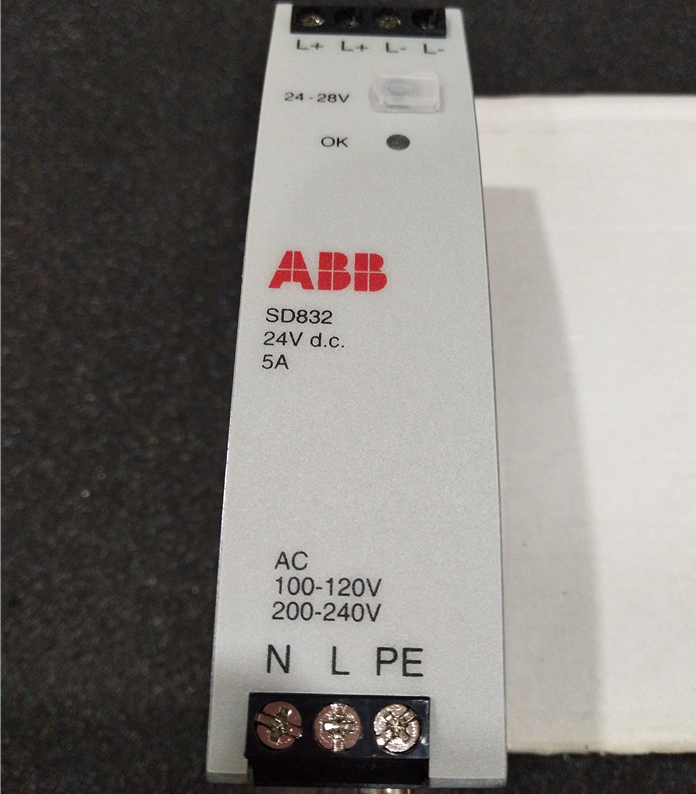 L+ L+ L- L-
24-28V
OK
ABB
SD832
24V d.c.
5A
AC
100-120V
200-240V
N L PE